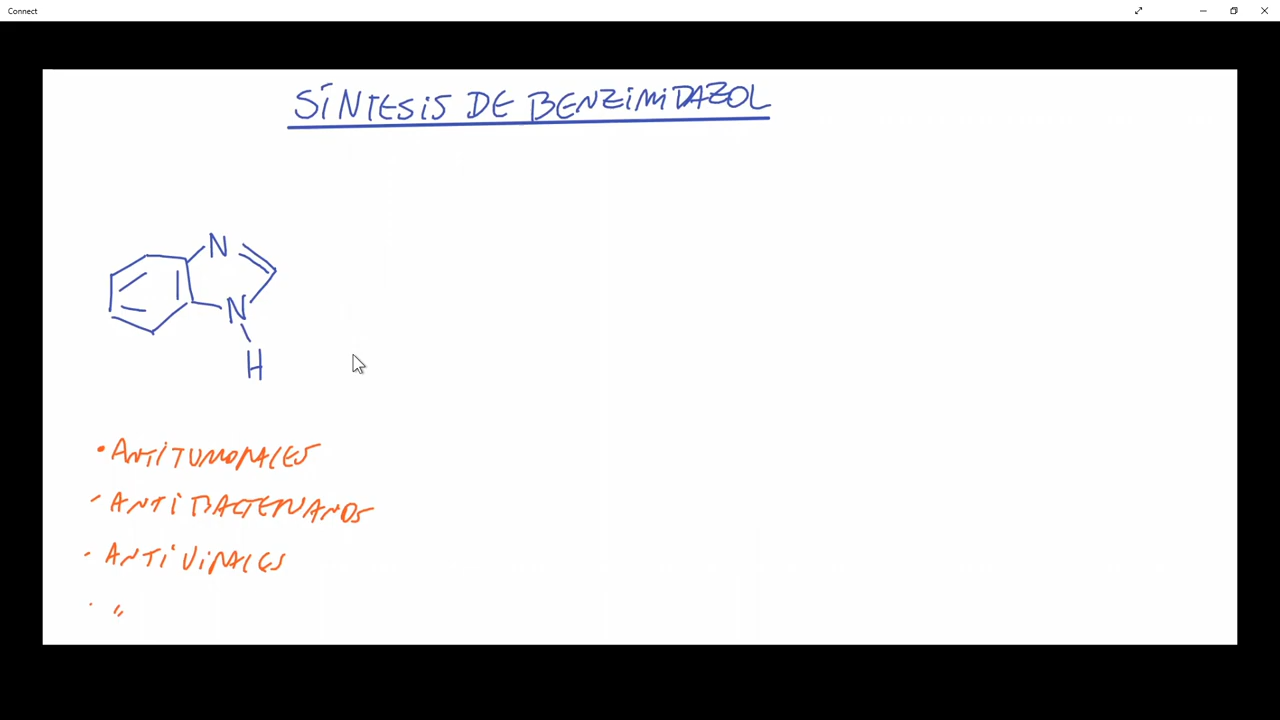 Connect
SÍNTESIS DE BENZIMIDAZOL
N
N
H
• ANTITUMORALES
- ANTIBACTERIANOS
- ANTIVIRALES
· "